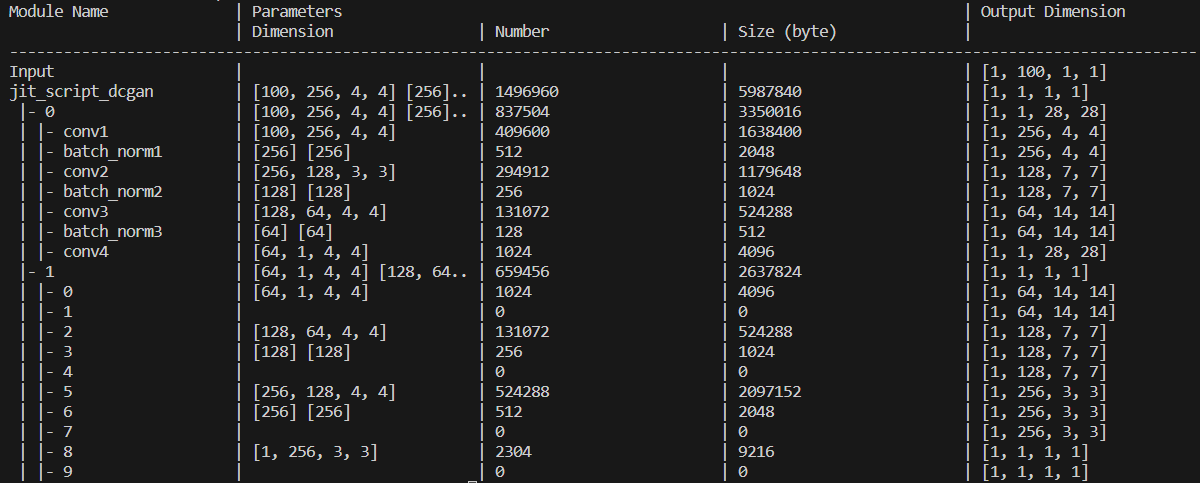 Module Name | Parameters | Output Dimension
| Dimension | Number | Size (byte) |
----------------------------------------------------------------------------------------------------------------------------------
Input | | | | [1, 100, 1, 1]
jit_script_dcgan | [100, 256, 4, 4] [256].. | 1496960 | 5987840 | [1, 1, 1, 1]
|- 0 | [100, 256, 4, 4] [256].. | 837504 | 3350016 | [1, 1, 28, 28]
| |- conv1 | [100, 256, 4, 4] | 409600 | 1638400 | [1, 256, 4, 4]
| |- batch_norm1 | [256] [256] | 512 | 2048 | [1, 256, 4, 4]
| |- conv2 | [256, 128, 3, 3] | 294912 | 1179648 | [1, 128, 7, 7]
| |- batch_norm2 | [128] [128] | 256 | 1024 | [1, 128, 7, 7]
| |- conv3 | [128, 64, 4, 4] | 131072 | 524288 | [1, 64, 14, 14]
| |- batch_norm3 | [64] [64] | 128 | 512 | [1, 64, 14, 14]
| |- conv4 | [64, 1, 4, 4] | 1024 | 4096 | [1, 1, 28, 28]
|- 1 | [64, 1, 4, 4] [128, 64.. | 659456 | 2637824 | [1, 1, 1, 1]
| |- 0 | [64, 1, 4, 4] | 1024 | 4096 | [1, 64, 14, 14]
| |- 1 | | 0 | 0 | [1, 64, 14, 14]
| |- 2 | [128, 64, 4, 4] | 131072 | 524288 | [1, 128, 7, 7]
| |- 3 | [128] [128] | 256 | 1024 | [1, 128, 7, 7]
| |- 4 | | 0 | 0 | [1, 128, 7, 7]
| |- 5 | [256, 128, 4, 4] | 524288 | 2097152 | [1, 256, 3, 3]
| |- 6 | [256] [256] | 512 | 2048 | [1, 256, 3, 3]
| |- 7 | | 0 | 0 | [1, 256, 3, 3]
| |- 8 | [1, 256, 3, 3] | 2304 | 9216 | [1, 1, 1, 1]
| |- 9 | | 0 | 0 | [1, 1, 1, 1]